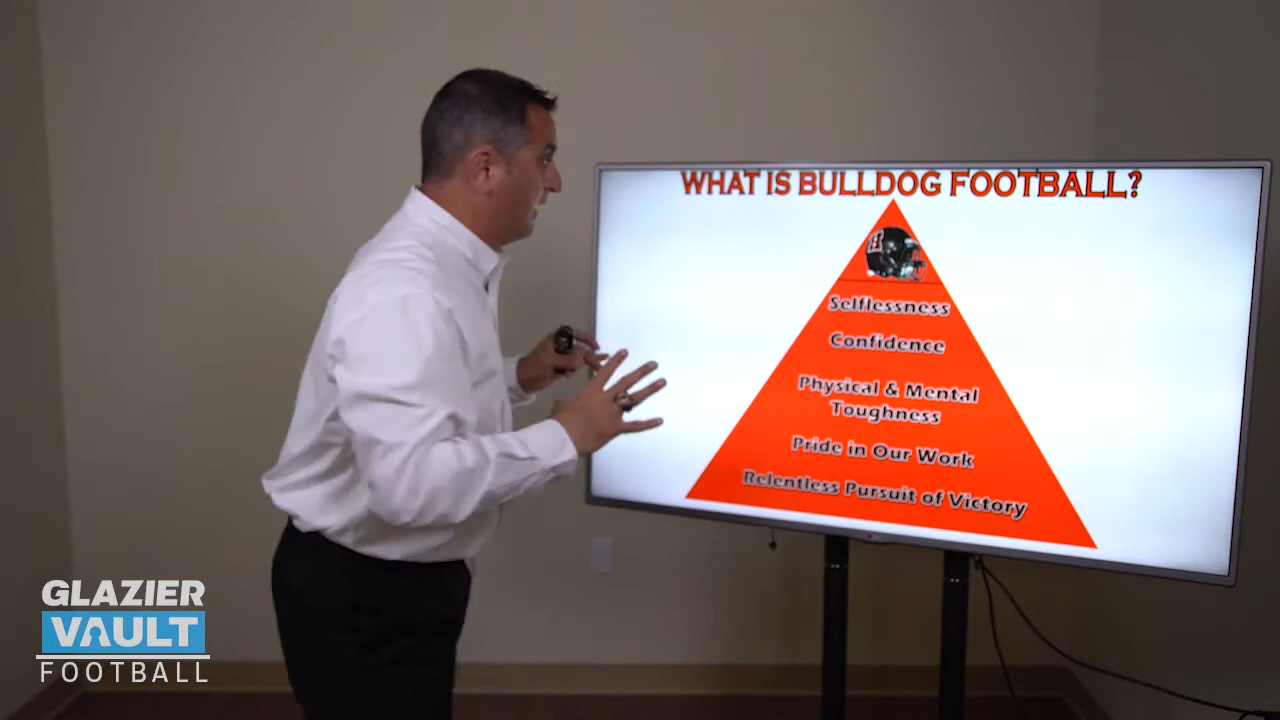 WHAT IS BULLDOG FOOTBALL?
H
Selflessness
Confidence
Physical & Mental
Toughness
Pride in Our Work
Relentless Pursuit of Victory
GLAZIER
VAULT
FOOTBALL